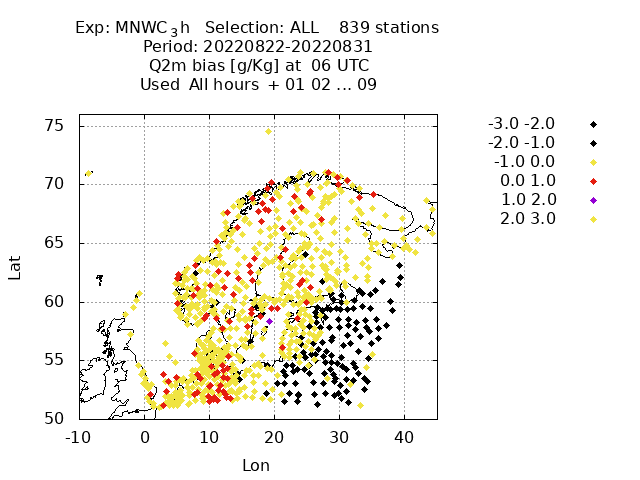 Exp: MNWC_3h Selection: ALL 839 stations
Period: 20220822-20220831
Q2m bias [g/Kg] at 06 UTC
Used All hours + 01 02 ... 09
-3.0 -2.0
-2.0 -1.0
-1.0 0.0
0.0 1.0
1.0 2.0
2.0 3.0
75
70
65
60
55
50
Lat
-10 0 10 20 30 40
Lon